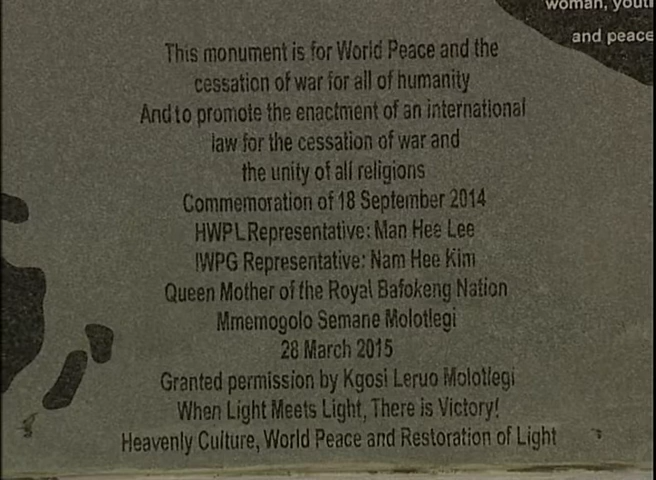 woman, youth
and peace
This monument is for World Peace and the
cessation of war for all of humanity
And to promote the enactment of an international
law for the cessation of war and
the unity of all religions
Commemoration of 18 September 2014
HWPL Representative: Man Hee Lee
IWPG Representative: Nam Hee Kim
Queen Mother of the Royal Bafokeng Nation
Mmemogolo Semane Molotlegi
28 March 2015
Granted permission by Kgosi Leruo Molotlegi
When Light Meets Light, There is Victory!
Heavenly Culture, World Peace and Restoration of Light